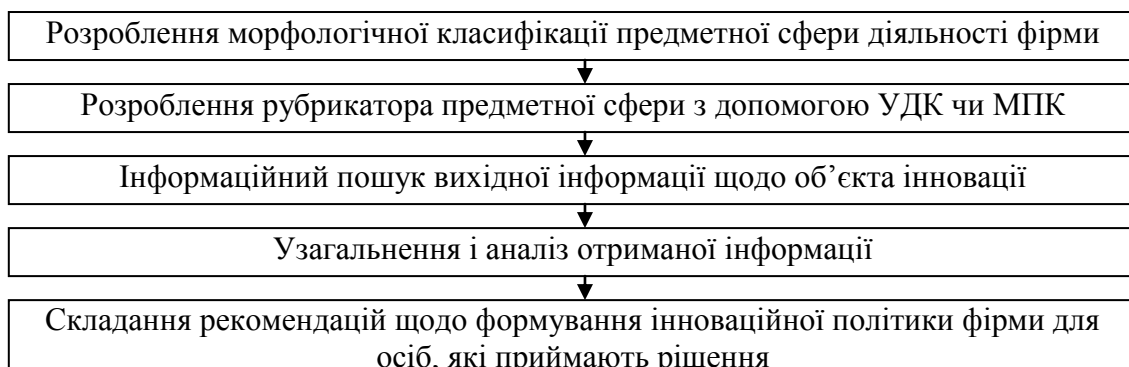 Розроблення морфологічної класифікації предметної сфери діяльності фірми
Розроблення рубрикатора предметної сфери з допомогою УДК чи МПК
Інформаційний пошук вихідної інформації щодо об’єкта інновації
Узагальнення і аналіз отриманої інформації
Складання рекомендацій щодо формування інноваційної політики фірми для
осіб, які приймають рішення